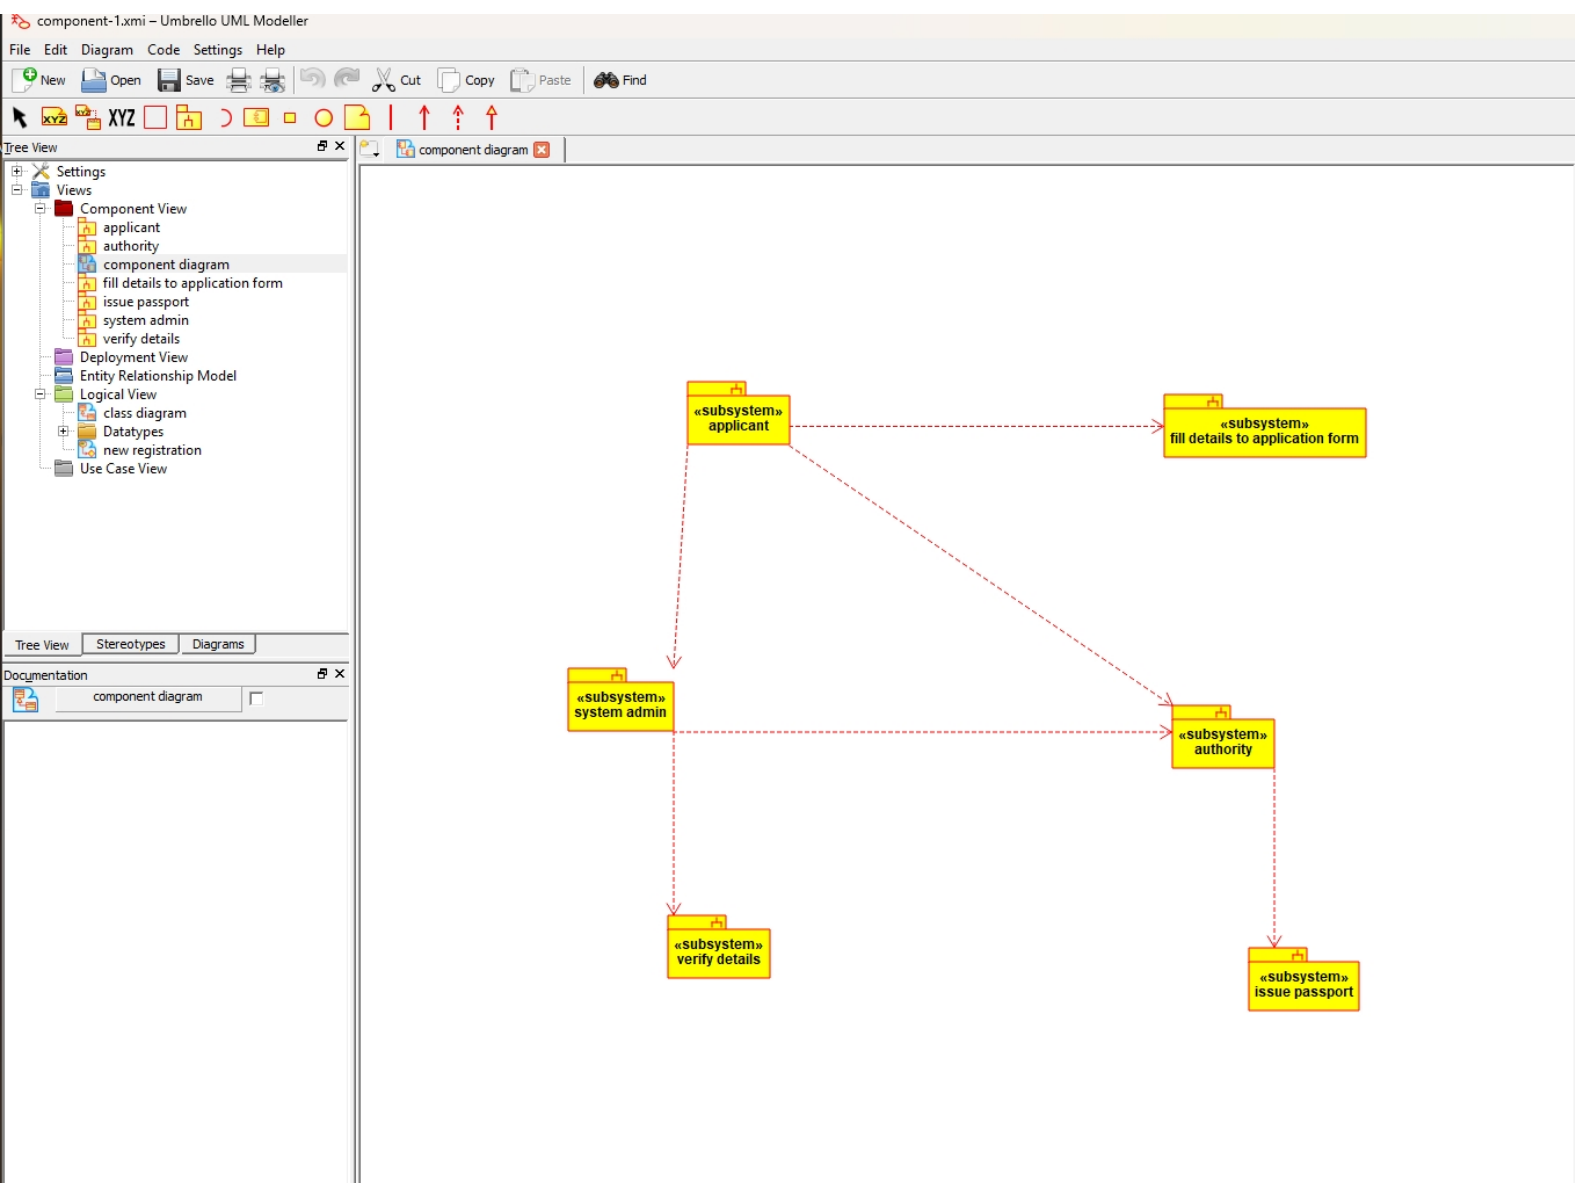 component-1.xmi – Umbrello UML Modeller
File Edit Diagram Code Settings Help
New Open Save Cut Copy Paste Find
XYZ XYZ XYZ
Tree View
component diagram
Settings
Views
Component View
applicant
authority
component diagram
fill details to application form
issue passport
system admin
verify details
Deployment View
Entity Relationship Model
Logical View
class diagram
Datatypes
new registration
Use Case View
Tree View Stereotypes Diagrams
Documentation
component diagram
«subsystem»
applicant
«subsystem»
fill details to application form
«subsystem»
system admin
«subsystem»
authority
«subsystem»
verify details
«subsystem»
issue passport